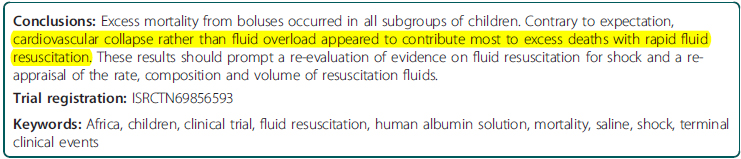 Conclusions: Excess mortality from boluses occurred in all subgroups of children. Contrary to expectation,
cardiovascular collapse rather than fluid overload appeared to contribute most to excess deaths with rapid fluid
resuscitation. These results should prompt a re-evaluation of evidence on fluid resuscitation for shock and a re-
appraisal of the rate, composition and volume of resuscitation fluids.
Trial registration: ISRCTN69856593
Keywords: Africa, children, clinical trial, fluid resuscitation, human albumin solution, mortality, saline, shock, terminal
clinical events